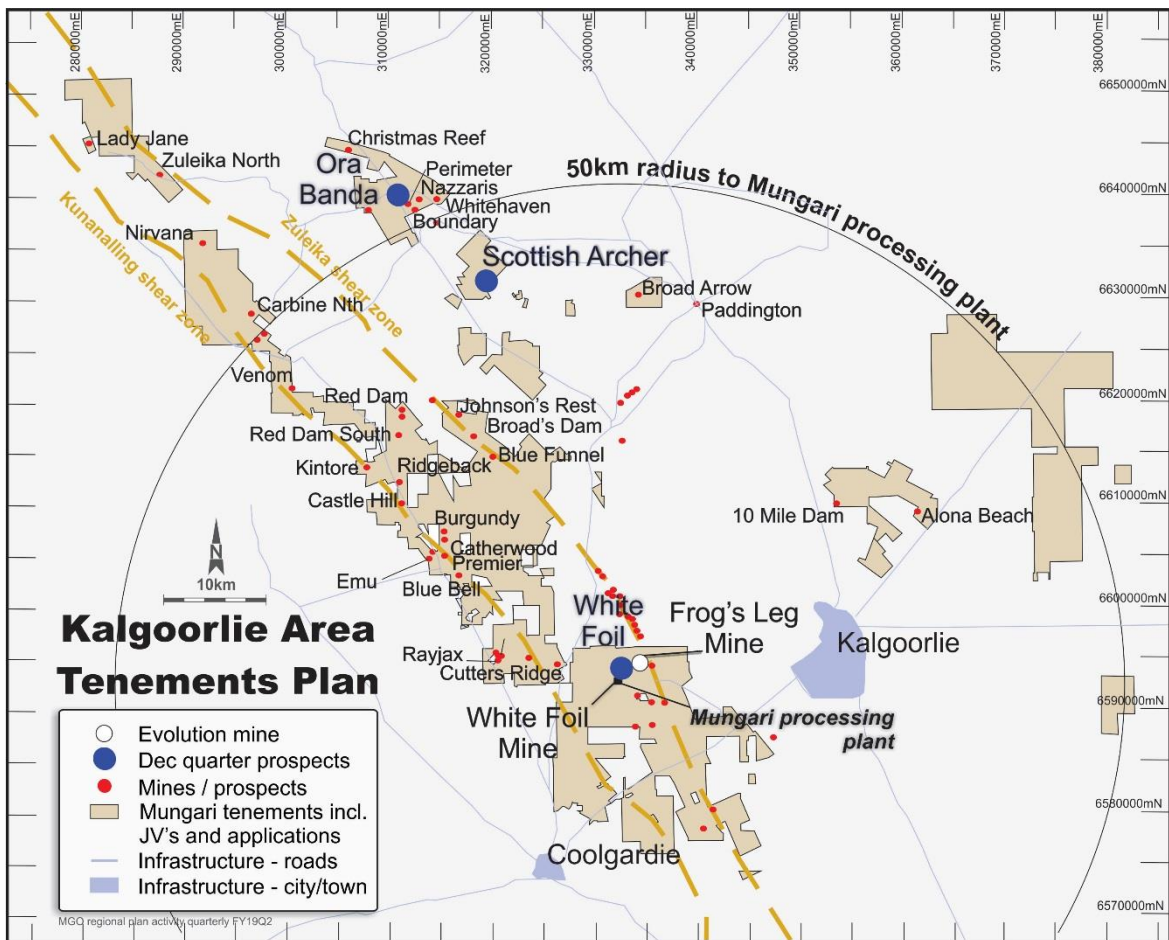 280000mE
290000mE
300000mE
310000mE
320000mE
330000mE
340000mE
350000mE
360000mE
370000mE
380000mE
6650000mN
6640000mN
6630000mN
6620000mN
6610000mN
6600000mN
6590000mN
6580000mN
6570000mN
50km radius to Mungari processing plant
Lady Jane
Zuleika North
Christmas Reef
Ora
Banda
Perimeter
Nazzaris
Whitehaven
Boundary
Nirvana
Kunanalling shear zone
Zuleika shear zone
Scottish Archer
Broad Arrow
Paddington
Carbine Nth
Venom
Red Dam
Johnson's Rest
Broad's Dam
Red Dam South
Blue Funnel
Kintore
Ridgeback
Castle Hill
10 Mile Dam
Alona Beach
Burgundy
Catherwood
Premier
Emu
Blue Bell
N
10km
White
Foil
Frog's Leg
Mine
Kalgoorlie
Rayjax
Cutters Ridge
White Foil
Mine
Mungari processing
plant
Coolgardie
Kalgoorlie Area
Tenements Plan
Evolution mine
Dec quarter prospects
Mines / prospects
Mungari tenements incl.
JV's and applications
Infrastructure - roads
Infrastructure - city/town
MGO regional plan activity quarterly FY19Q2